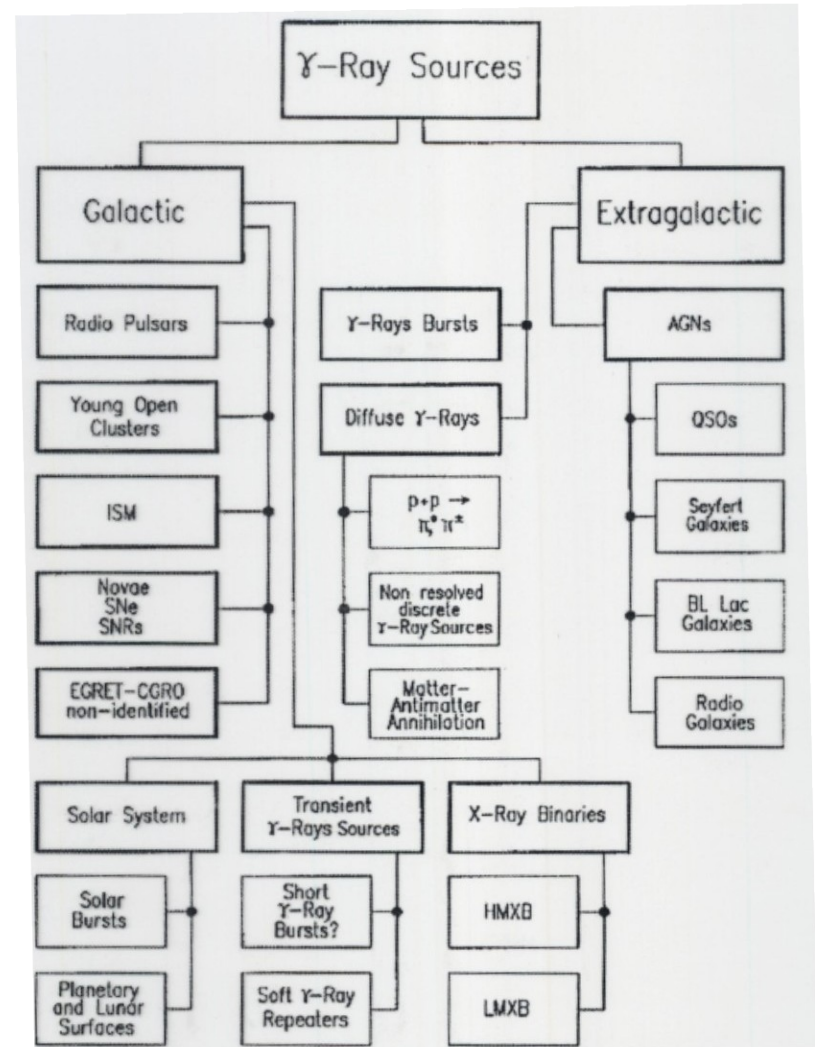 γ-Ray Sources
Galactic
Extragalactic
Radio Pulsars
γ-Rays Bursts
AGNs
Young Open
Clusters
Diffuse γ-Rays
QSOs
ISM
p+p →
π,° π±
Seyfert
Galaxies
Novae
SNe
SNRs
Non resolved
discrete
γ-Ray Sources
BL Lac
Galaxies
EGRET-CGRO
non-identified
Matter-
Antimatter
Annihilation
Radio
Galaxies
Solar System
Transient
γ-Rays Sources
X-Ray Binaries
Solar
Bursts
Short
γ-Ray
Bursts?
HMXB
Planetary
and Lunar
Surfaces
Soft γ-Ray
Repeaters
LMXB